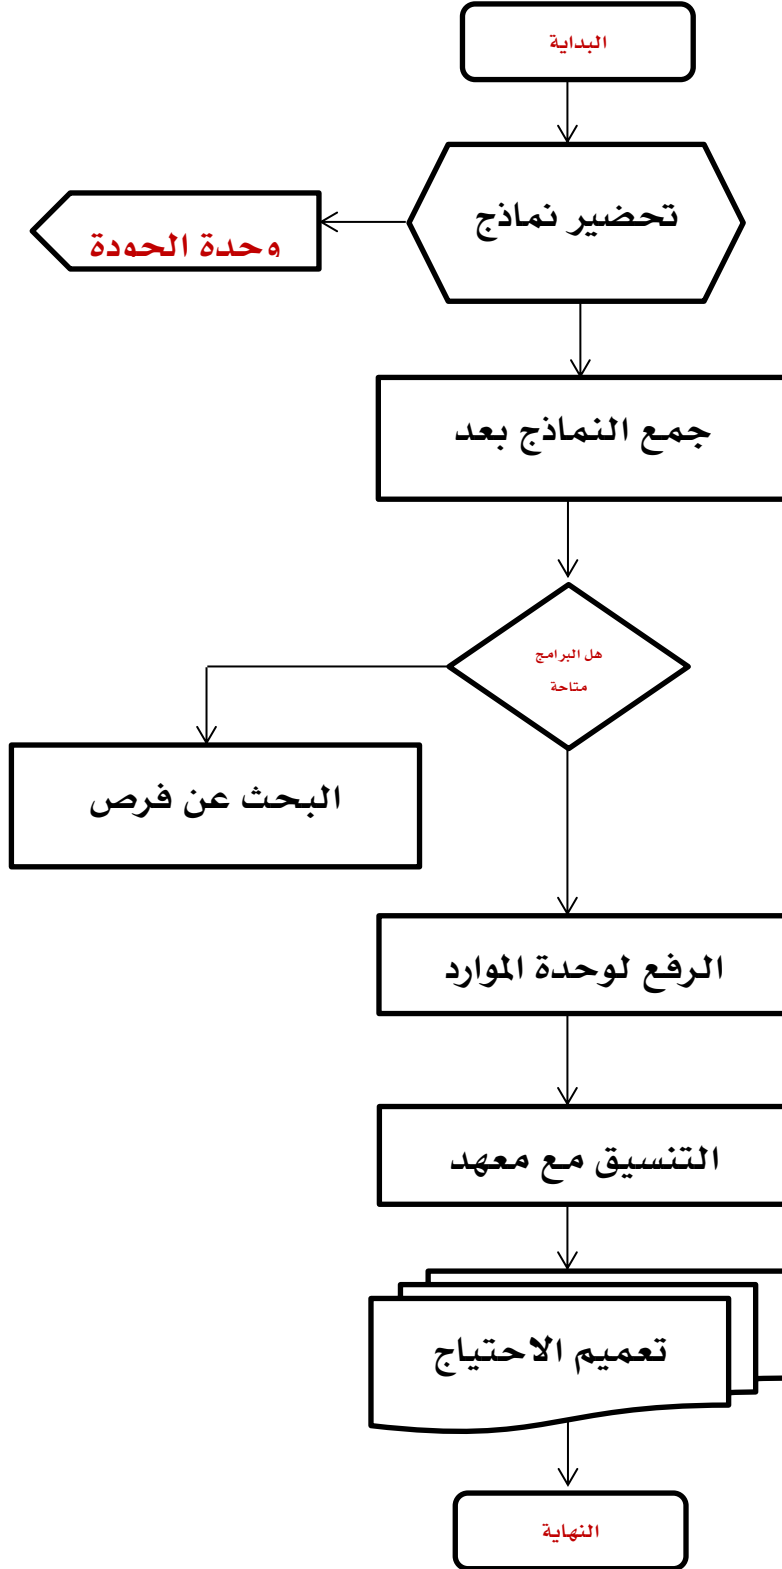 البداية
تحضير نماذج
وحدة الجودة
جمع النماذج بعد
هل البرامج
متاحة
البحث عن فرص
الرفع لوحدة الموارد
التنسيق مع معهد
تعميم الاحتياج
النهاية